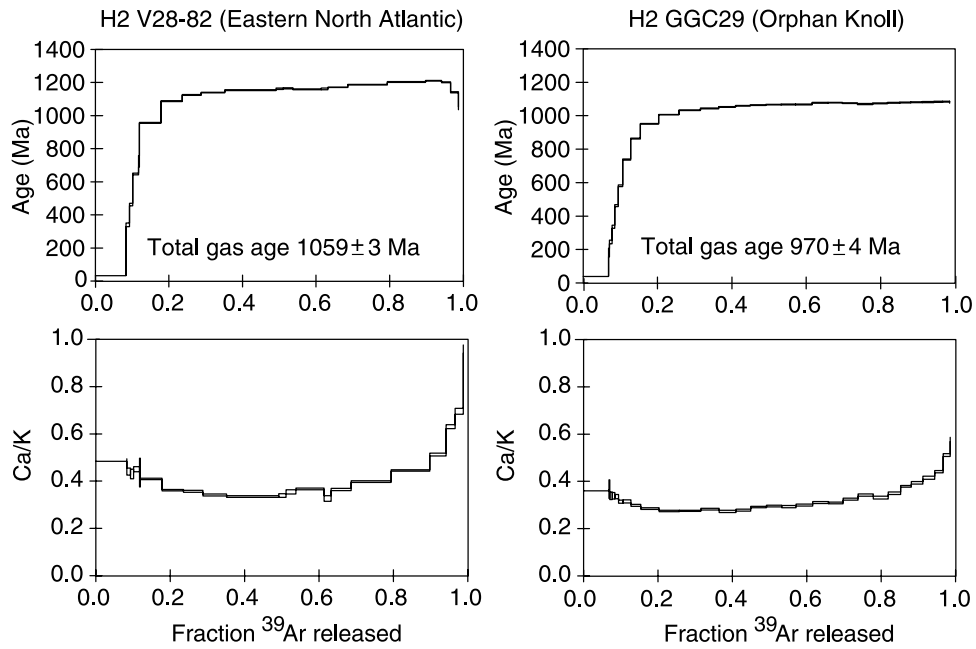 H2 V28-82 (Eastern North Atlantic)
H2 GGC29 (Orphan Knoll)
1400
1200
1000
800
600
400
200
0
Age (Ma)
Total gas age 1059±3 Ma
0.0 0.2 0.4 0.6 0.8 1.0
1400
1200
1000
800
600
400
200
0
Age (Ma)
Total gas age 970±4 Ma
0.0 0.2 0.4 0.6 0.8 1.0
1.0
0.8
0.6
0.4
0.2
0.0
Ca/K
0.0 0.2 0.4 0.6 0.8 1.0
Fraction ³⁹Ar released
1.0
0.8
0.6
0.4
0.2
0.0
Ca/K
0.0 0.2 0.4 0.6 0.8 1.0
Fraction ³⁹Ar released